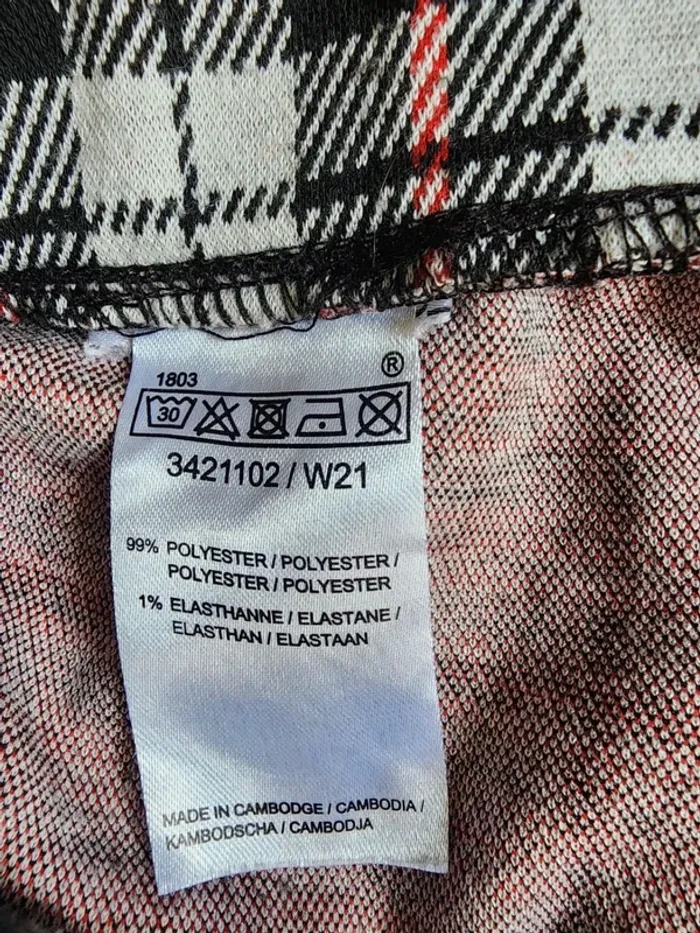 1803 ®
30
3421102 / W21
99% POLYESTER / POLYESTER /
POLYESTER / POLYESTER
1% ELASTHANNE / ELASTANE /
ELASTHAN / ELASTAAN
MADE IN CAMBODGE / CAMBODIA /
KAMBODSCHA / CAMBODJA